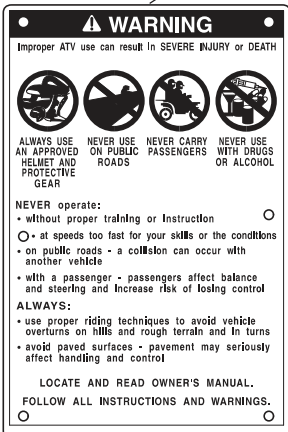 WARNING
Improper ATV use can result in SEVERE INJURY or DEATH
ALWAYS USE
AN APPROVED
HELMET AND
PROTECTIVE
GEAR
NEVER USE
ON PUBLIC
ROADS
NEVER CARRY
PASSENGERS
NEVER USE
WITH DRUGS
OR ALCOHOL
NEVER operate:
• without proper training or instruction
• at speeds too fast for your skills or the conditions
• on public roads - a collision can occur with
another vehicle
• with a passenger - passengers affect balance
and steering and increase risk of losing control
ALWAYS:
• use proper riding techniques to avoid vehicle
overturns on hills and rough terrain and in turns
• avoid paved surfaces - pavement may seriously
affect handling and control
LOCATE AND READ OWNER'S MANUAL.
FOLLOW ALL INSTRUCTIONS AND WARNINGS.